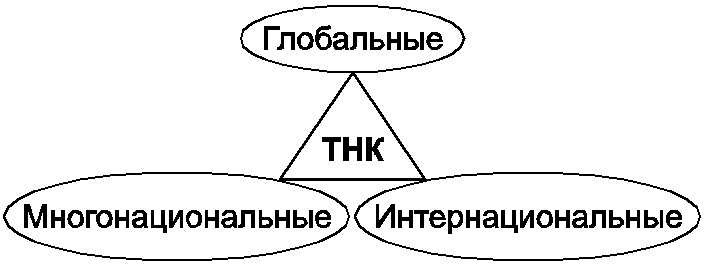 Глобальные
ТНК
Многонациональные
Интернациональные